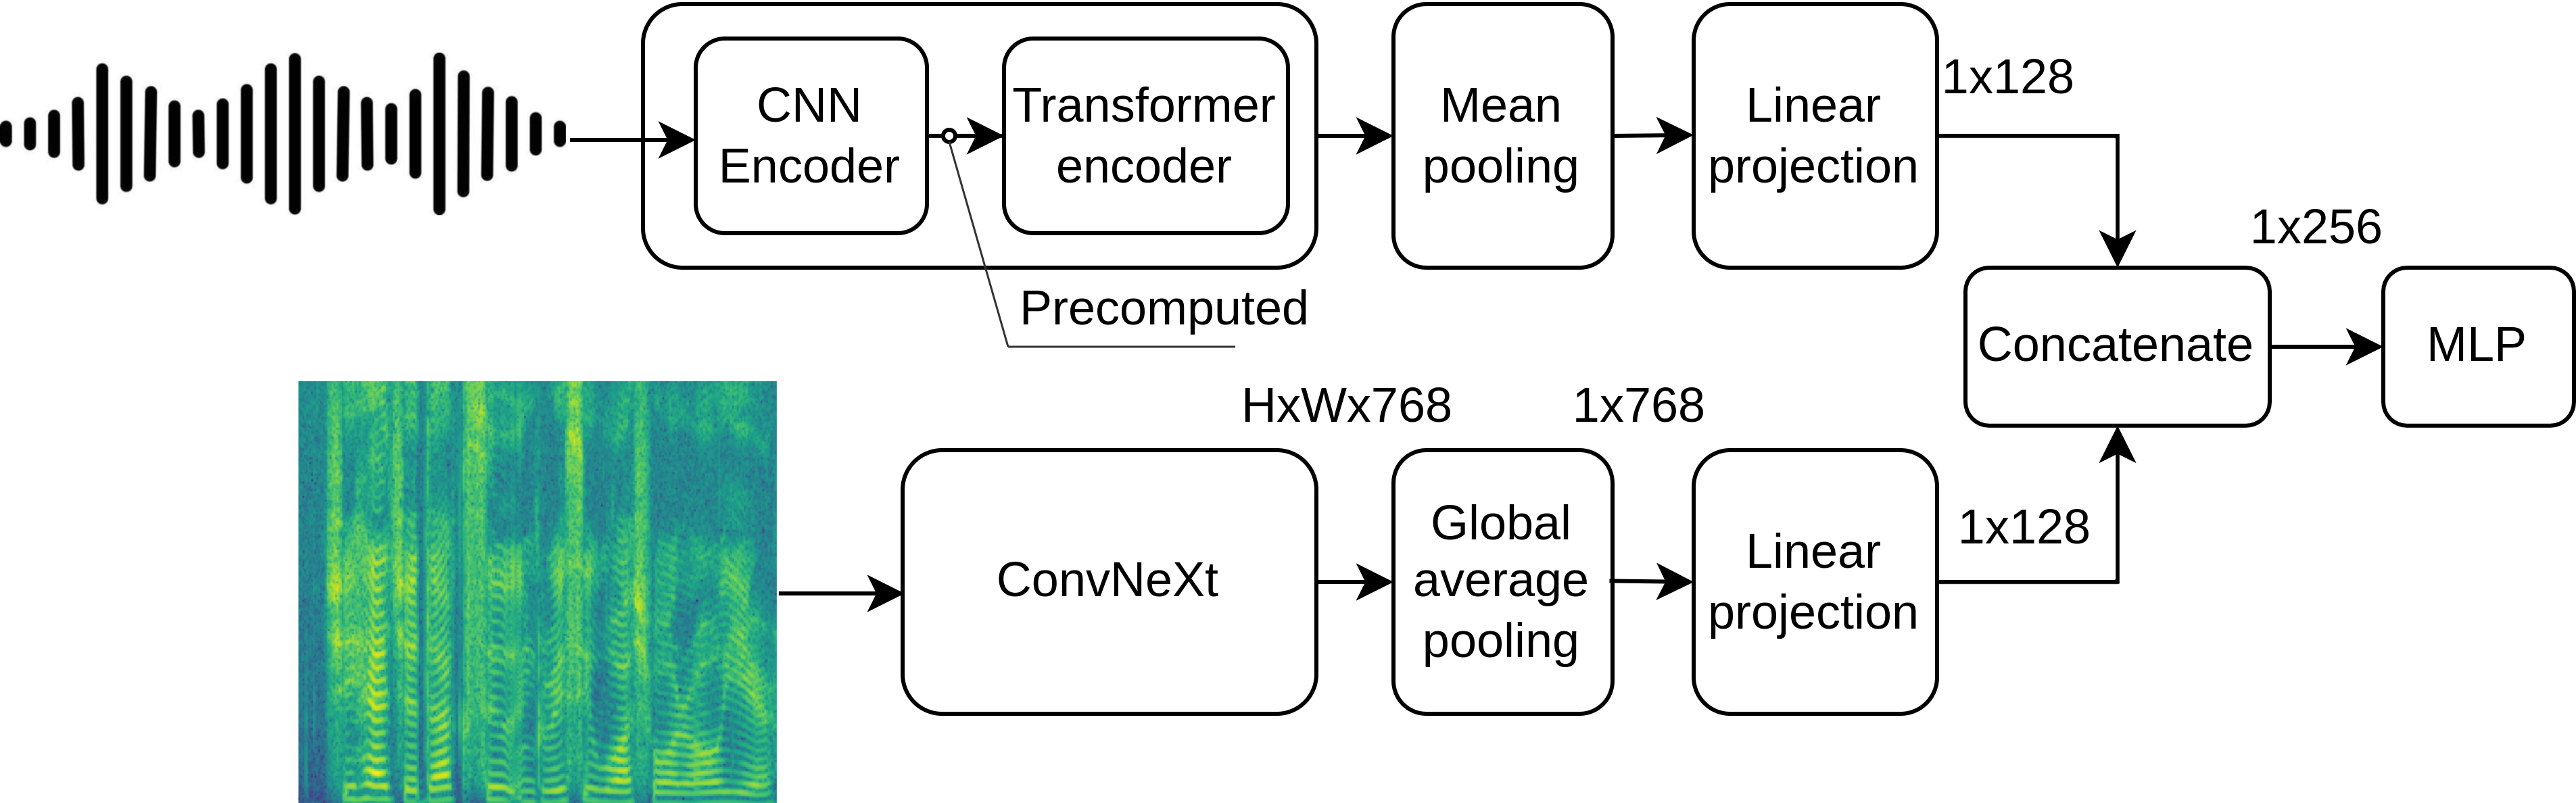 CNN
Encoder
Transformer
encoder
Mean
pooling
Linear
projection
1x128
Precomputed
1x256
Concatenate
MLP
HxWx768
1x768
ConvNeXt
Global
average
pooling
Linear
projection
1x128